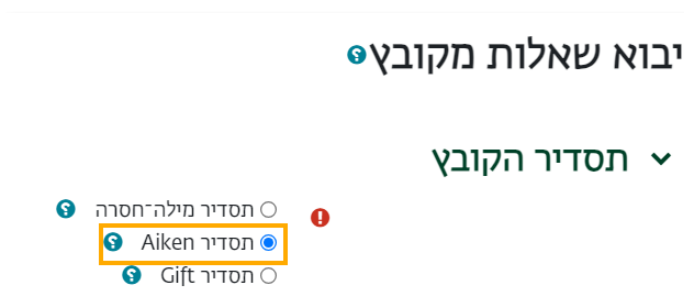 יבוא שאלות מקובץ
תסדיר הקובץ
תסדיר מילה־חסרה
תסדיר Aiken
תסדיר Gift